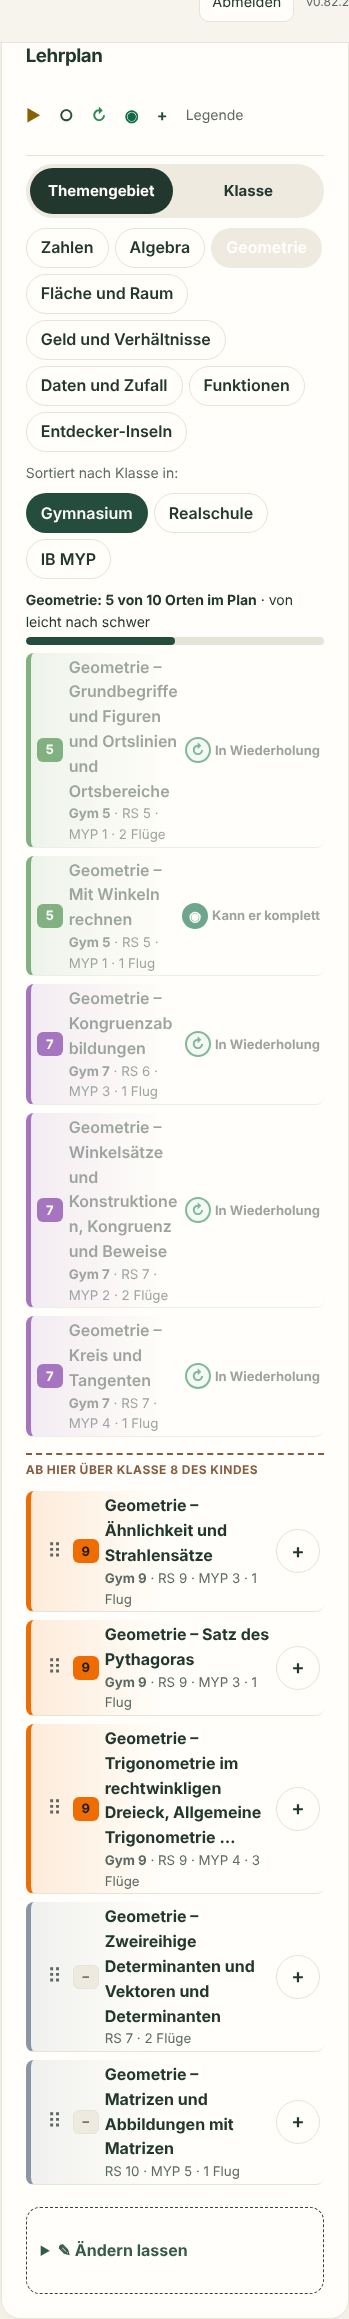 Abmelden v0.82.2
Lehrplan
Legende
Themengebiet Klasse
Zahlen Algebra Geometrie
Fläche und Raum
Geld und Verhältnisse
Daten und Zufall Funktionen
Entdecker-Inseln
Sortiert nach Klasse in:
Gymnasium Realschule
IB MYP
Geometrie: 5 von 10 Orten im Plan · von
leicht nach schwer
Geometrie –
Grundbegriffe
und Figuren
und Ortslinien
und
Ortsbereiche
5
In Wiederholung
Gym 5 · RS 5 ·
MYP 1 · 2 Flüge
Geometrie –
Mit Winkeln
rechnen
5
Kann er komplett
Gym 5 · RS 5 ·
MYP 1 · 1 Flug
Geometrie –
Kongruenzab
bildungen
7
In Wiederholung
Gym 7 · RS 6 ·
MYP 3 · 1 Flug
Geometrie –
Winkelsätze
und
Konstruktione
n, Kongruenz
und Beweise
7
In Wiederholung
Gym 7 · RS 7 ·
MYP 2 · 2 Flüge
Geometrie –
Kreis und
Tangenten
7
In Wiederholung
Gym 7 · RS 7 ·
MYP 4 · 1 Flug
AB HIER ÜBER KLASSE 8 DES KINDES
Geometrie –
Ähnlichkeit und
Strahlensätze
9
+
Gym 9 · RS 9 · MYP 3 · 1
Flug
Geometrie – Satz des
Pythagoras
9
+
Gym 9 · RS 9 · MYP 3 · 1
Flug
Geometrie –
Trigonometrie im
rechtwinkligen
Dreieck, Allgemeine
Trigonometrie ...
9
+
Gym 9 · RS 9 · MYP 4 · 3
Flüge
Geometrie –
Zweireihige
Determinanten und
Vektoren und
Determinanten
–
+
RS 7 · 2 Flüge
Geometrie –
Matrizen und
Abbildungen mit
Matrizen
–
+
RS 10 · MYP 5 · 1 Flug
▶ ✎ Ändern lassen